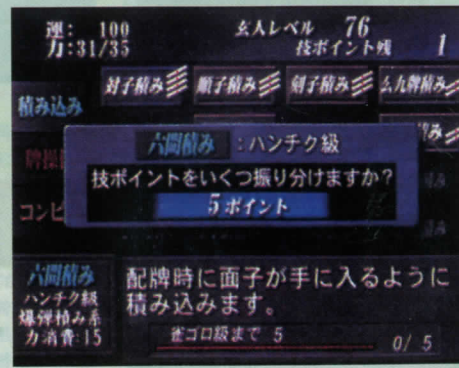 運: 100
力:31/35
玄人レベル 76
技ポイント残 1
積み込み
対子積み
順子積み
刻子積み
么九牌積み
六間積み:ハンチク級
技ポイントをいくつ振り分けますか?
5ポイント
六間積み
ハンチク級
爆弾積み系
力消費:15
配牌時に面子が手に入るように
積み込みます。
雀ゴロ級まで 5
0/ 5